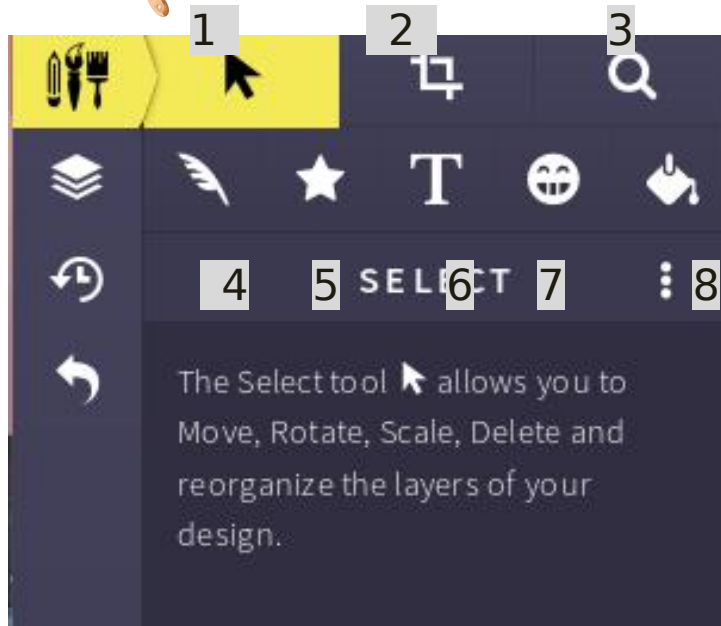 1 2 3
T
SELECT
4 5 6 7 8
The Select tool allows you to
Move, Rotate, Scale, Delete and
reorganize the layers of your
design.